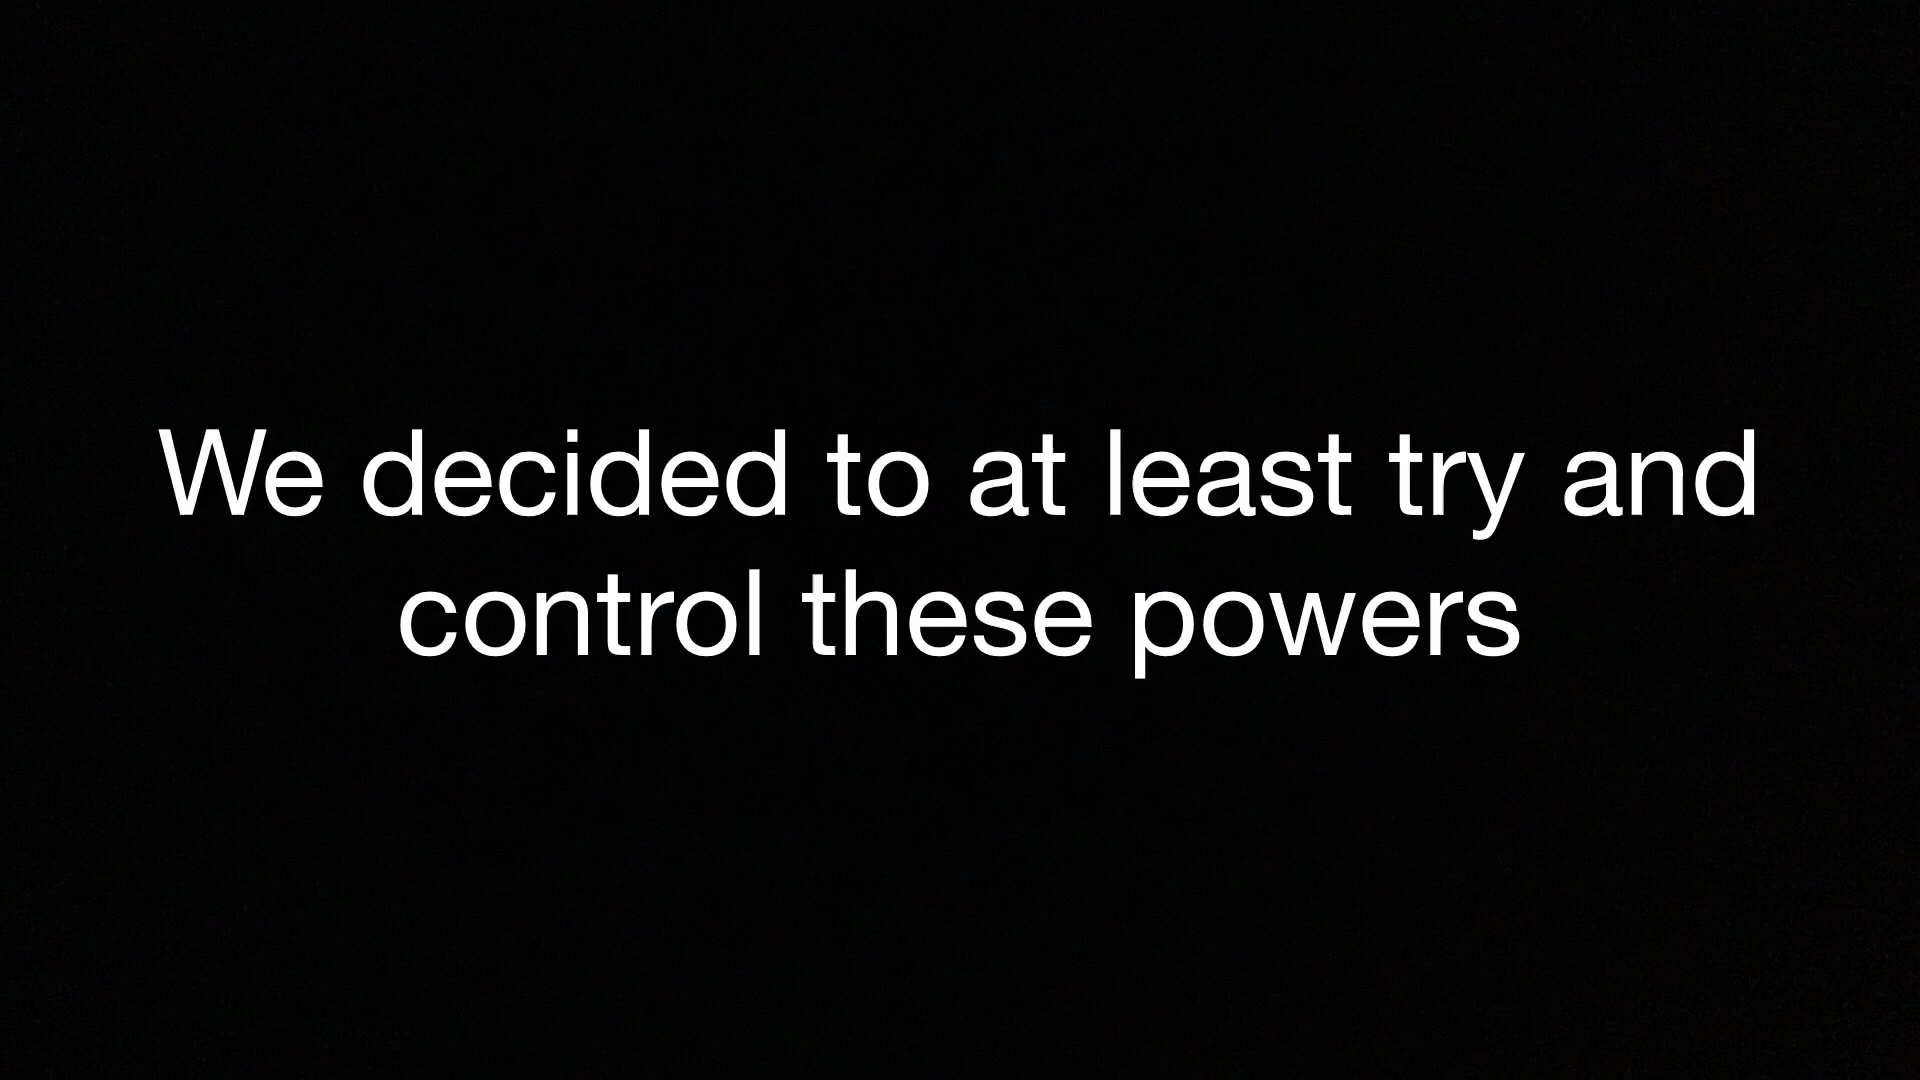 We decided to at least try and
control these powers